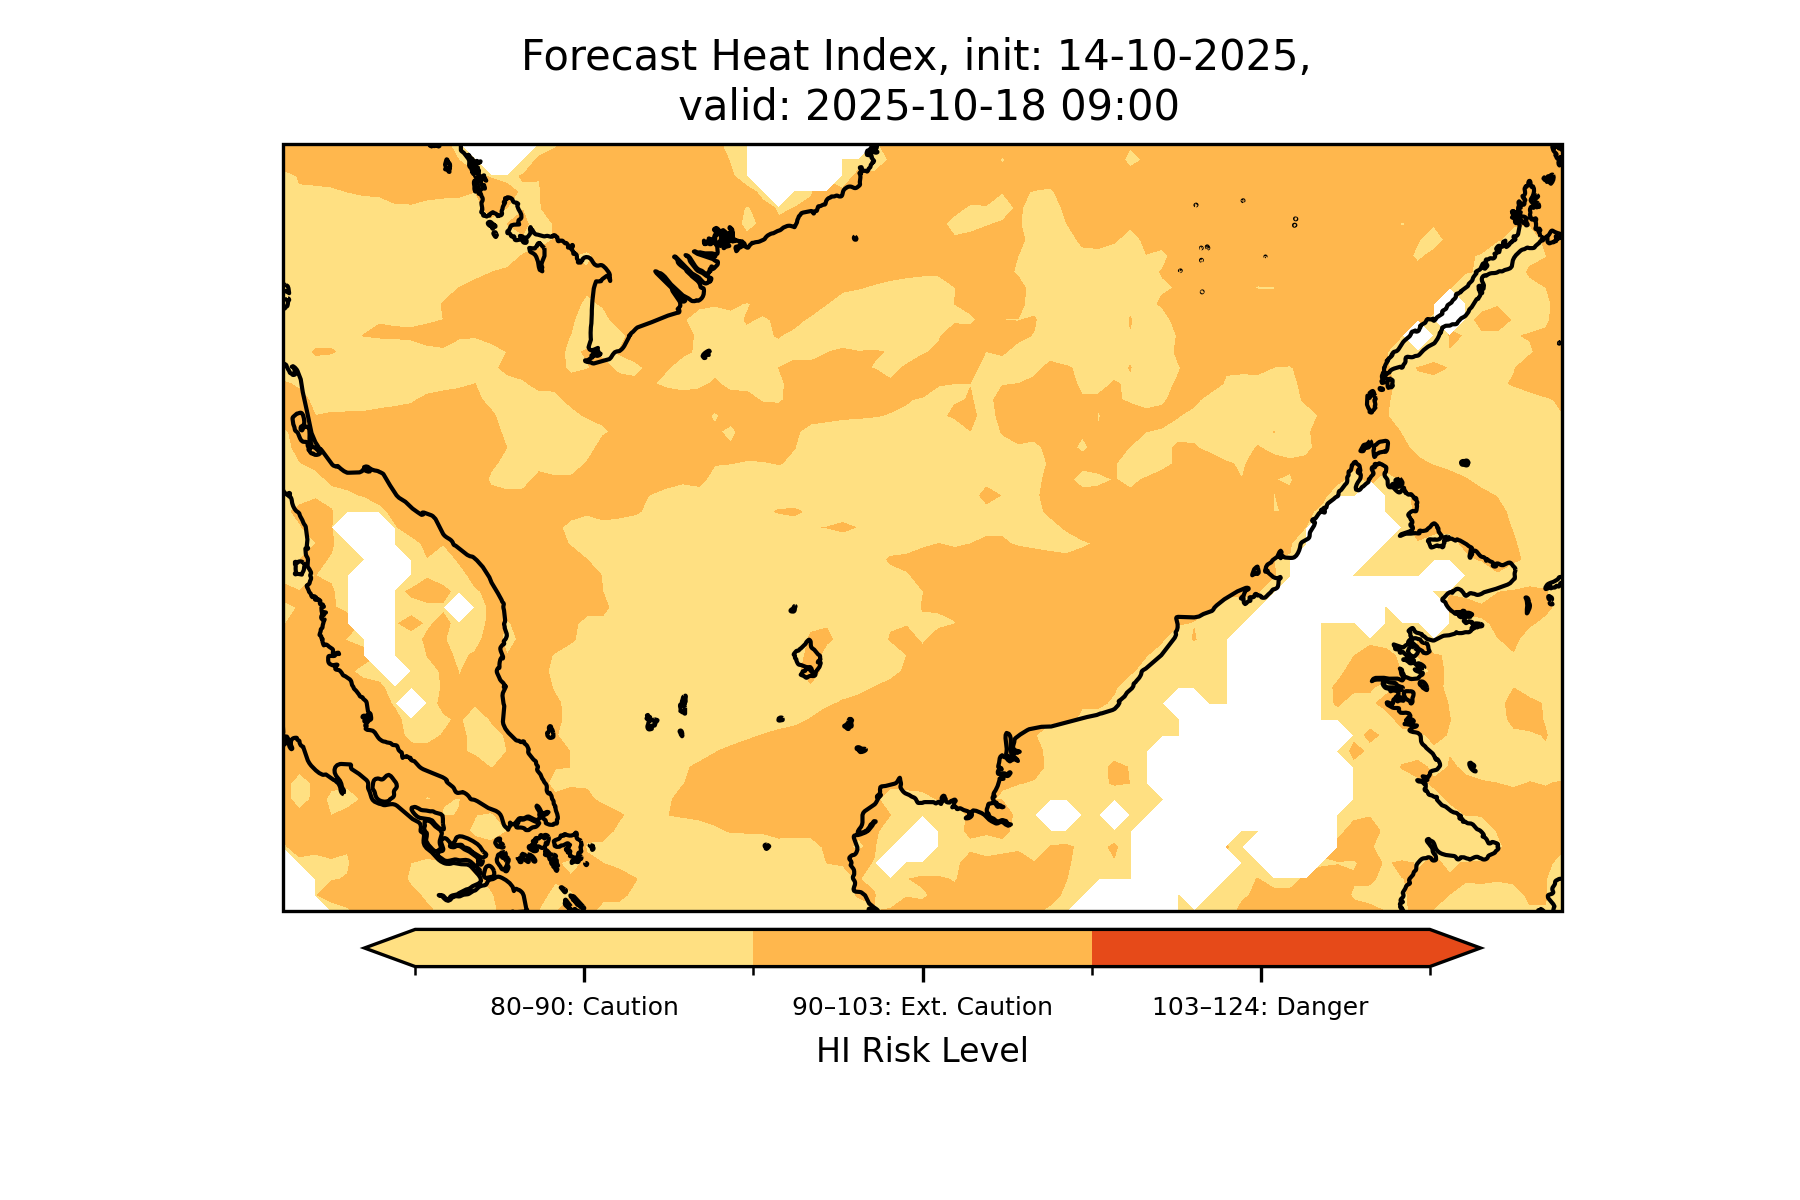 Forecast Heat Index, init: 14-10-2025,
valid: 2025-10-18 09:00
80–90: Caution
90–103: Ext. Caution
103–124: Danger
HI Risk Level